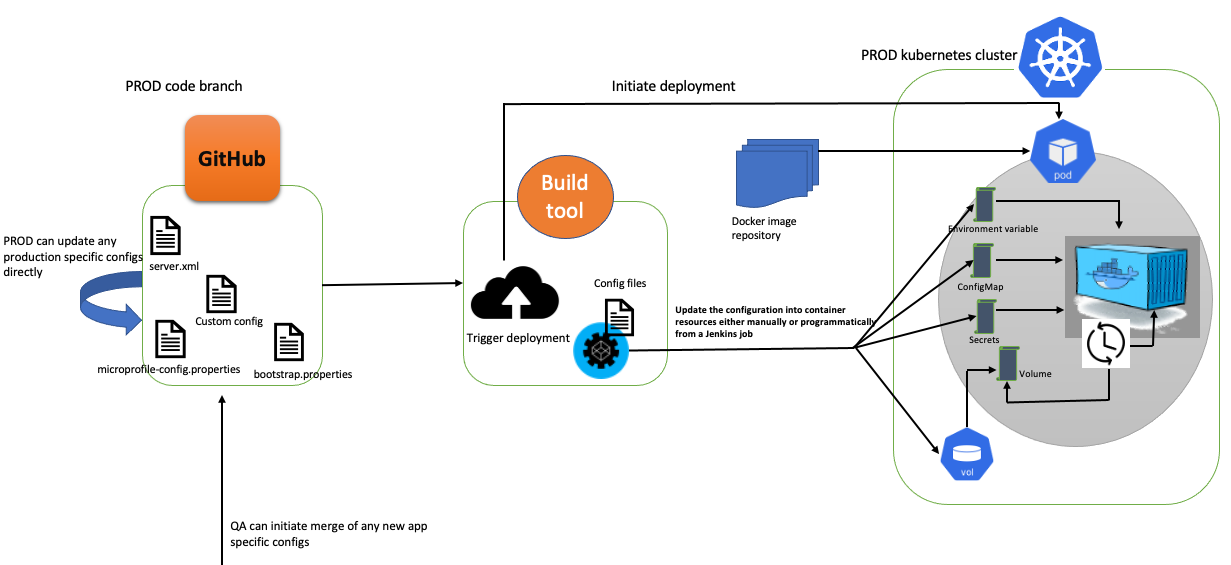 PROD kubernetes cluster
PROD code branch
Initiate deployment
GitHub
Build
tool
pod
Docker image
repository
Environment variable
PROD can update any
production specific configs
directly
server.xml
Custom config
microprofile-config.properties
bootstrap.properties
Config files
Trigger deployment
Update the configuration into container
resources either manually or programmatically
from a Jenkins job
ConfigMap
Secrets
Volume
vol
QA can initiate merge of any new app
specific configs